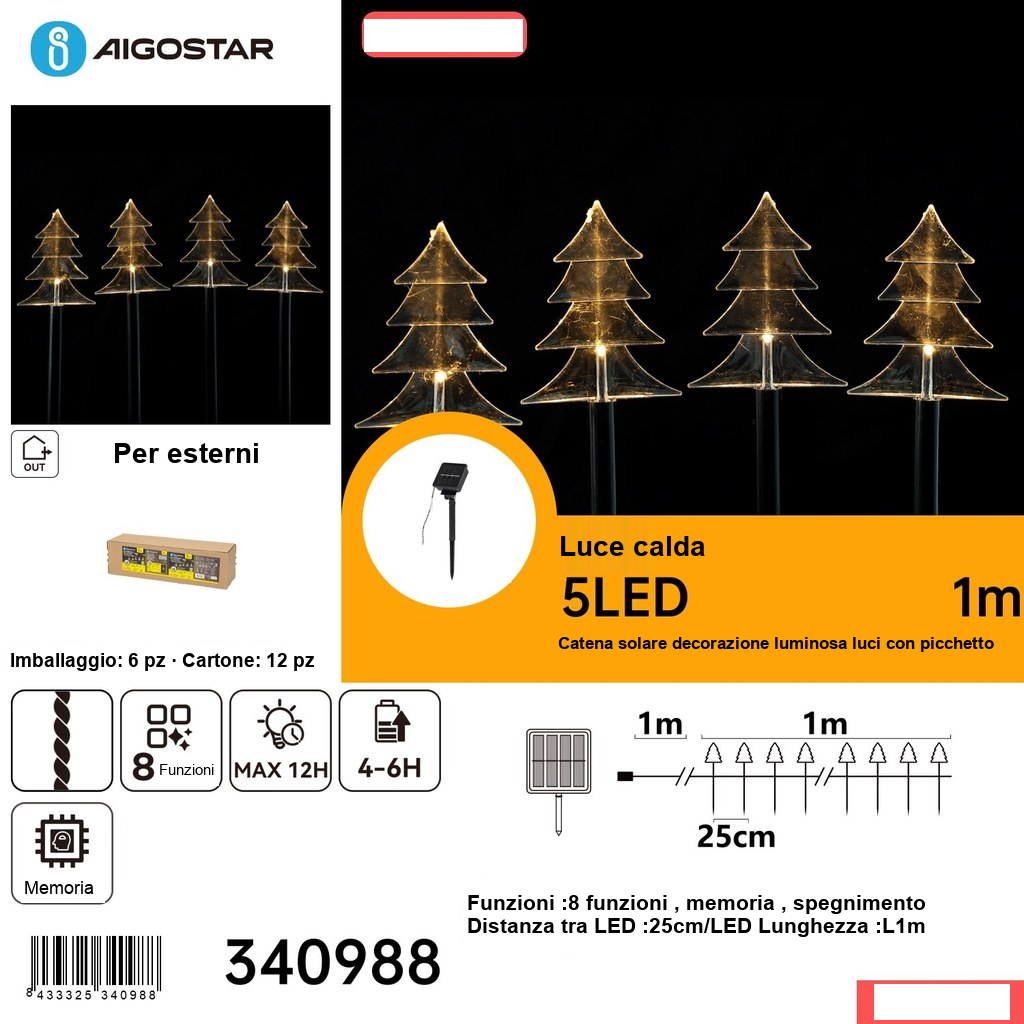 AIGOSTAR
OUT
Per esterni
Luce calda
5LED 1m
Catena solare decorazione luminosa luci con picchetto
Imballaggio: 6 pz · Cartone: 12 pz
8 Funzioni
MAX 12H
4-6H
Memoria
1m 1m
25cm
Funzioni :8 funzioni , memoria , spegnimento
Distanza tra LED :25cm/LED Lunghezza :L1m
340988
8 433325 340988